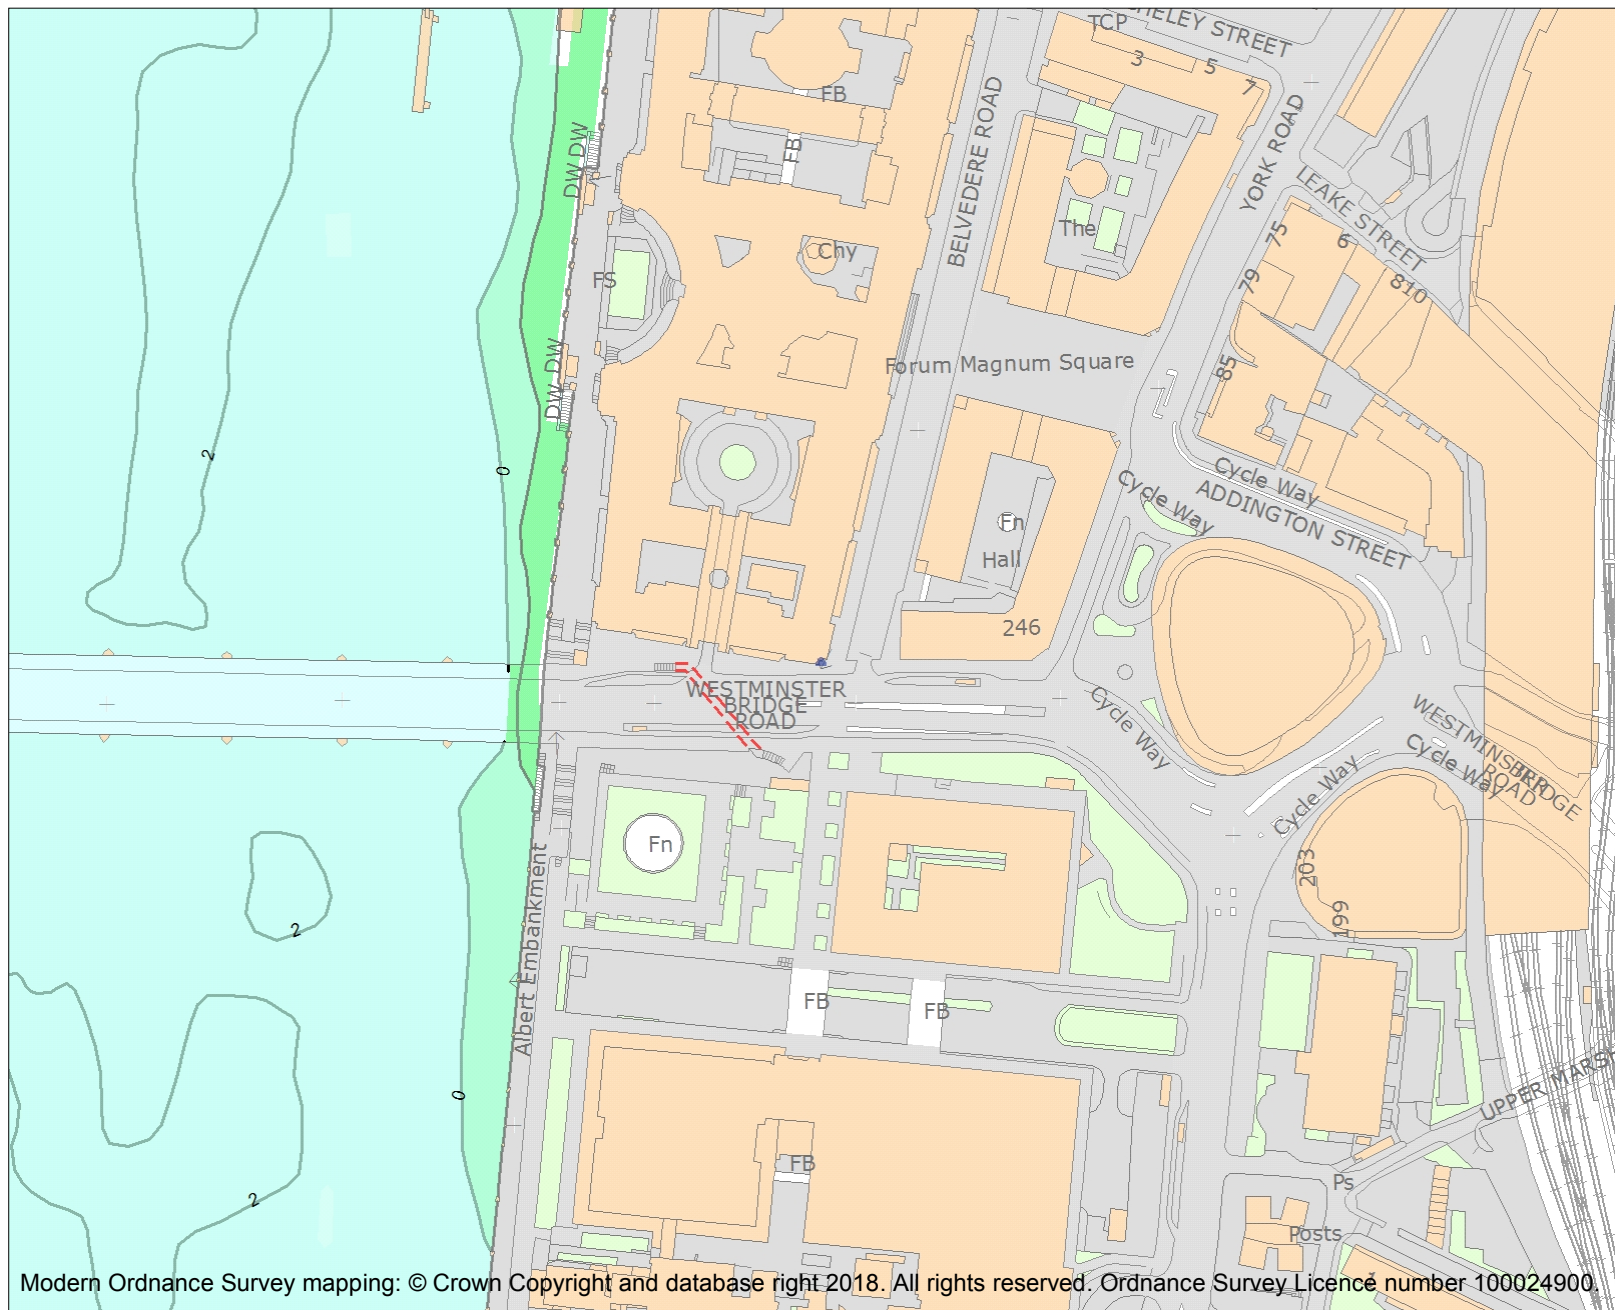 TCP
CHELEY STREET
3
5
7
FB
FB
DW DW
BELVEDERE ROAD
YORK ROAD
LEAKE STREET
The
75
6
Chy
FS
79
810
DW DW
Forum Magnum Square
85
2
0
Cycle Way
Cycle Way
ADDINGTON STREET
Fn
Hall
246
WESTMINSTER
BRIDGE
ROAD
Cycle Way
WESTMINSTER BRIDGE
ROAD
Cycle Way
Cycle Way
Fn
203
199
2
Albert Embankment
FB
FB
0
UPPER MARSH
FB
Ps
2
Posts
1
Modern Ordnance Survey mapping: © Crown Copyright and database right 2018. All rights reserved. Ordnance Survey Licence number 100024900.